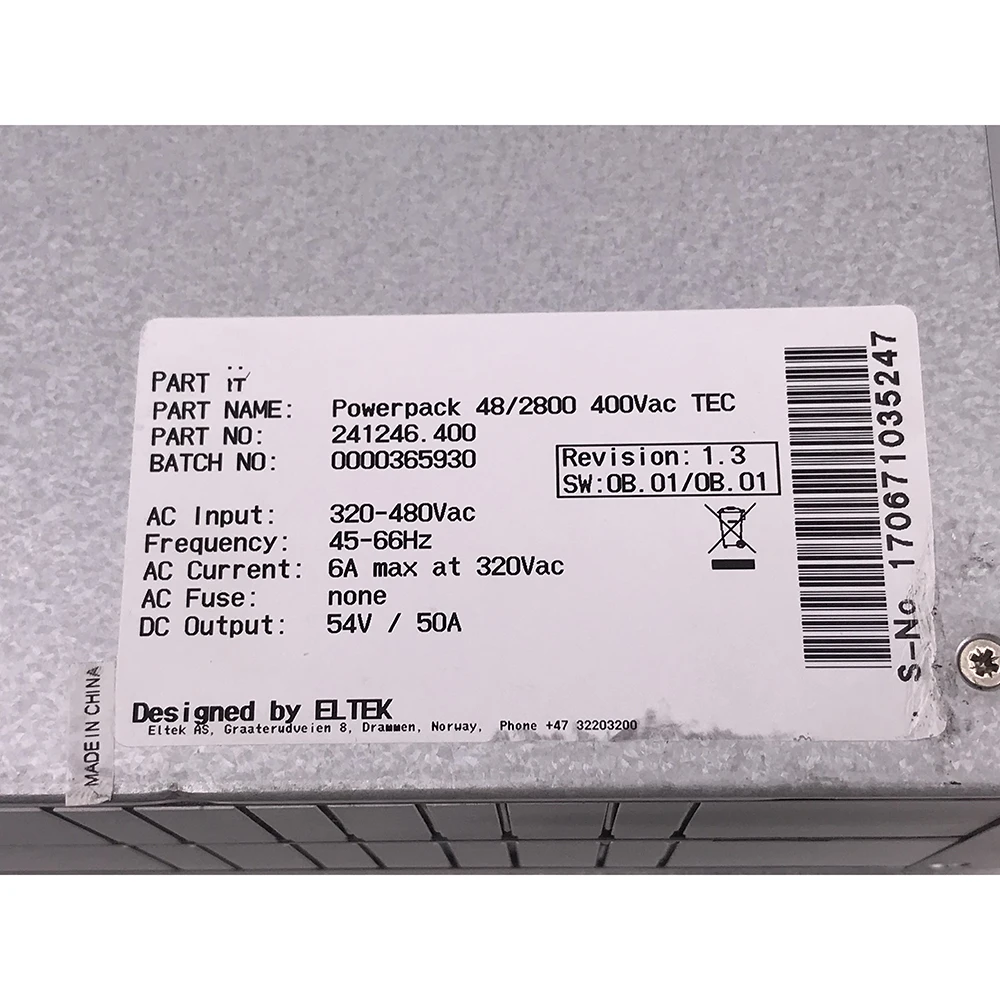 PART
PART NAME: Powerpack 48/2800 400Vac TEC
PART NO: 241246.400
BATCH NO: 0000365930
Revision: 1.3
SW:0B.01/0B.01
AC Input: 320-480Vac
Frequency: 45-66Hz
AC Current: 6A max at 320Vac
AC Fuse: none
DC Output: 54V / 50A
Designed by ELTEK
Eltek AS, Graaterudveien 8, Drammen, Norway, Phone +47 32203200
S-No 170671035247
MADE IN CHINA